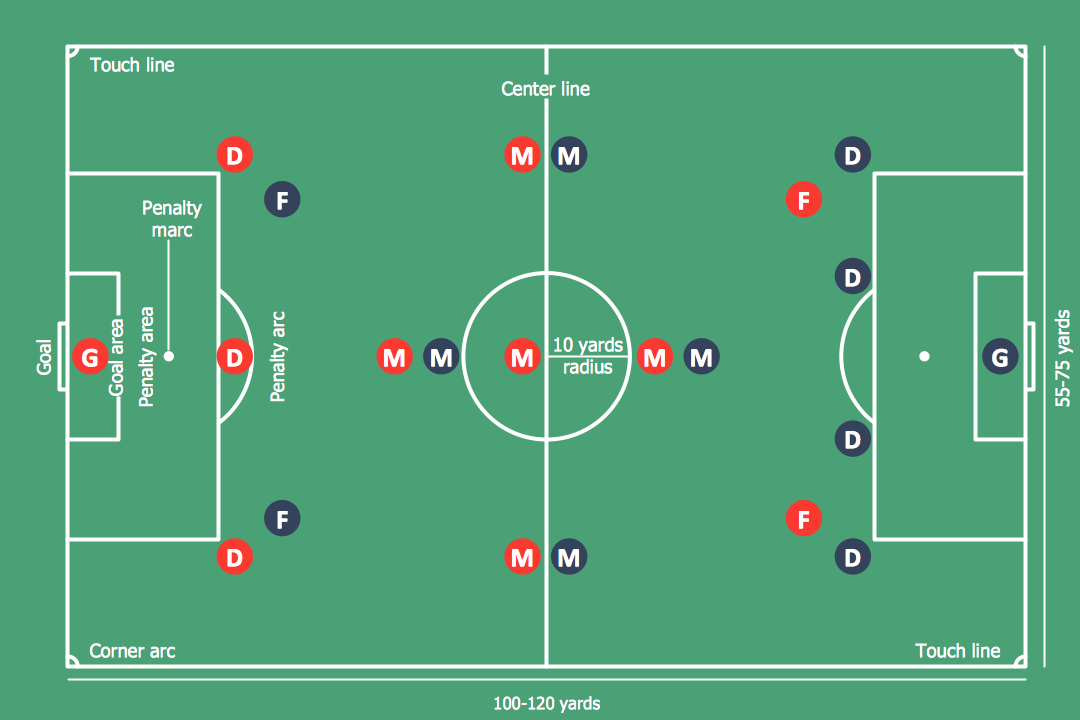 Touch line
Center line
D
M
M
D
F
F
Penalty
marc
D
Goal
G
Goal area
Penalty area
D
Penalty arc
M
M
M
10 yards
radius
M
M
G
55-75 yards
D
F
F
D
M
M
D
Corner arc
Touch line
100-120 yards